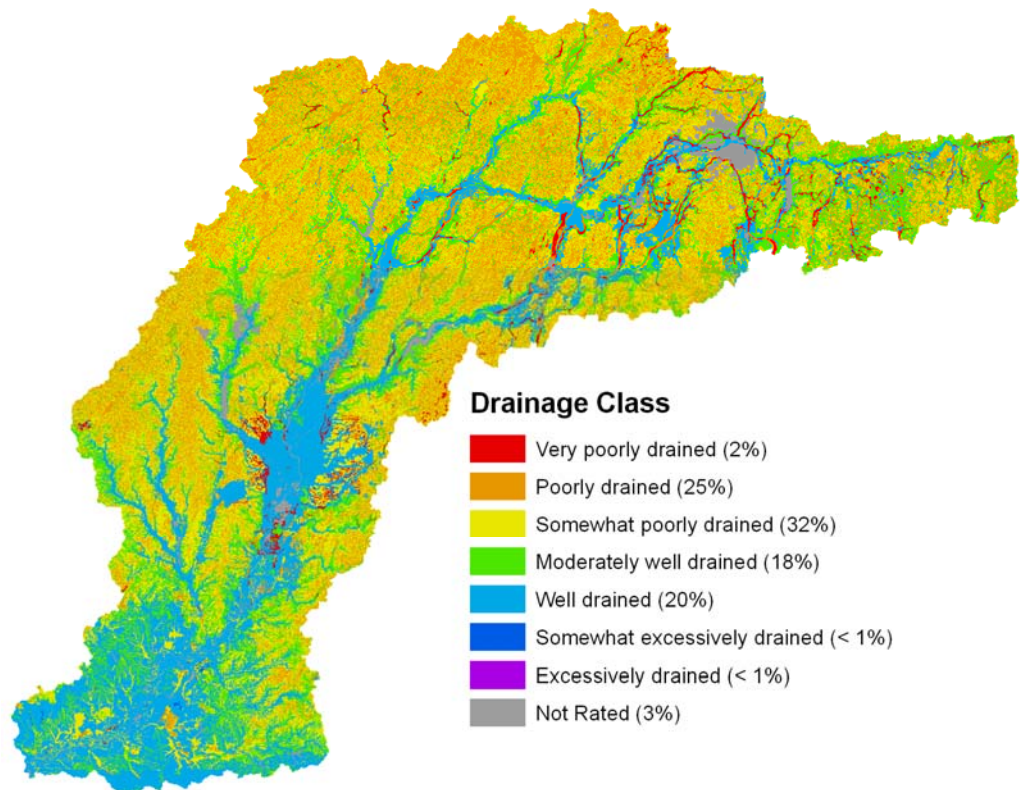 Drainage Class
Very poorly drained (2%)
Poorly drained (25%)
Somewhat poorly drained (32%)
Moderately well drained (18%)
Well drained (20%)
Somewhat excessively drained (< 1%)
Excessively drained (< 1%)
Not Rated (3%)